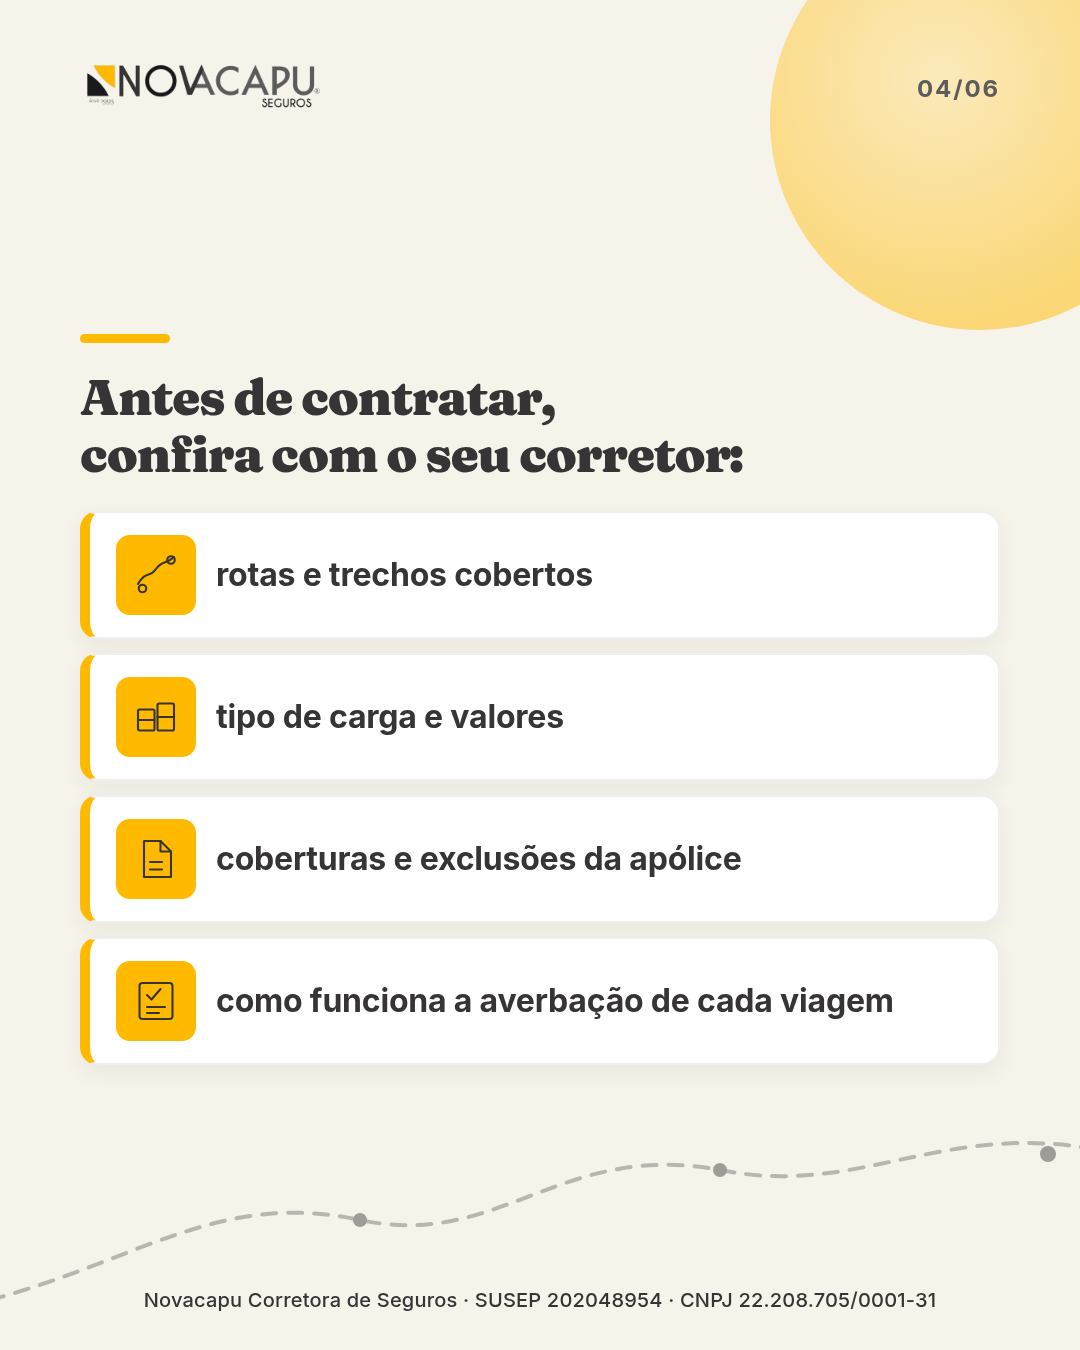 NOVACAPU®
SEGUROS
desde 2005
04/06
Antes de contratar,
confira com o seu corretor:
rotas e trechos cobertos
tipo de carga e valores
coberturas e exclusões da apólice
como funciona a averbação de cada viagem
Novacapu Corretora de Seguros · SUSEP 202048954 · CNPJ 22.208.705/0001-31